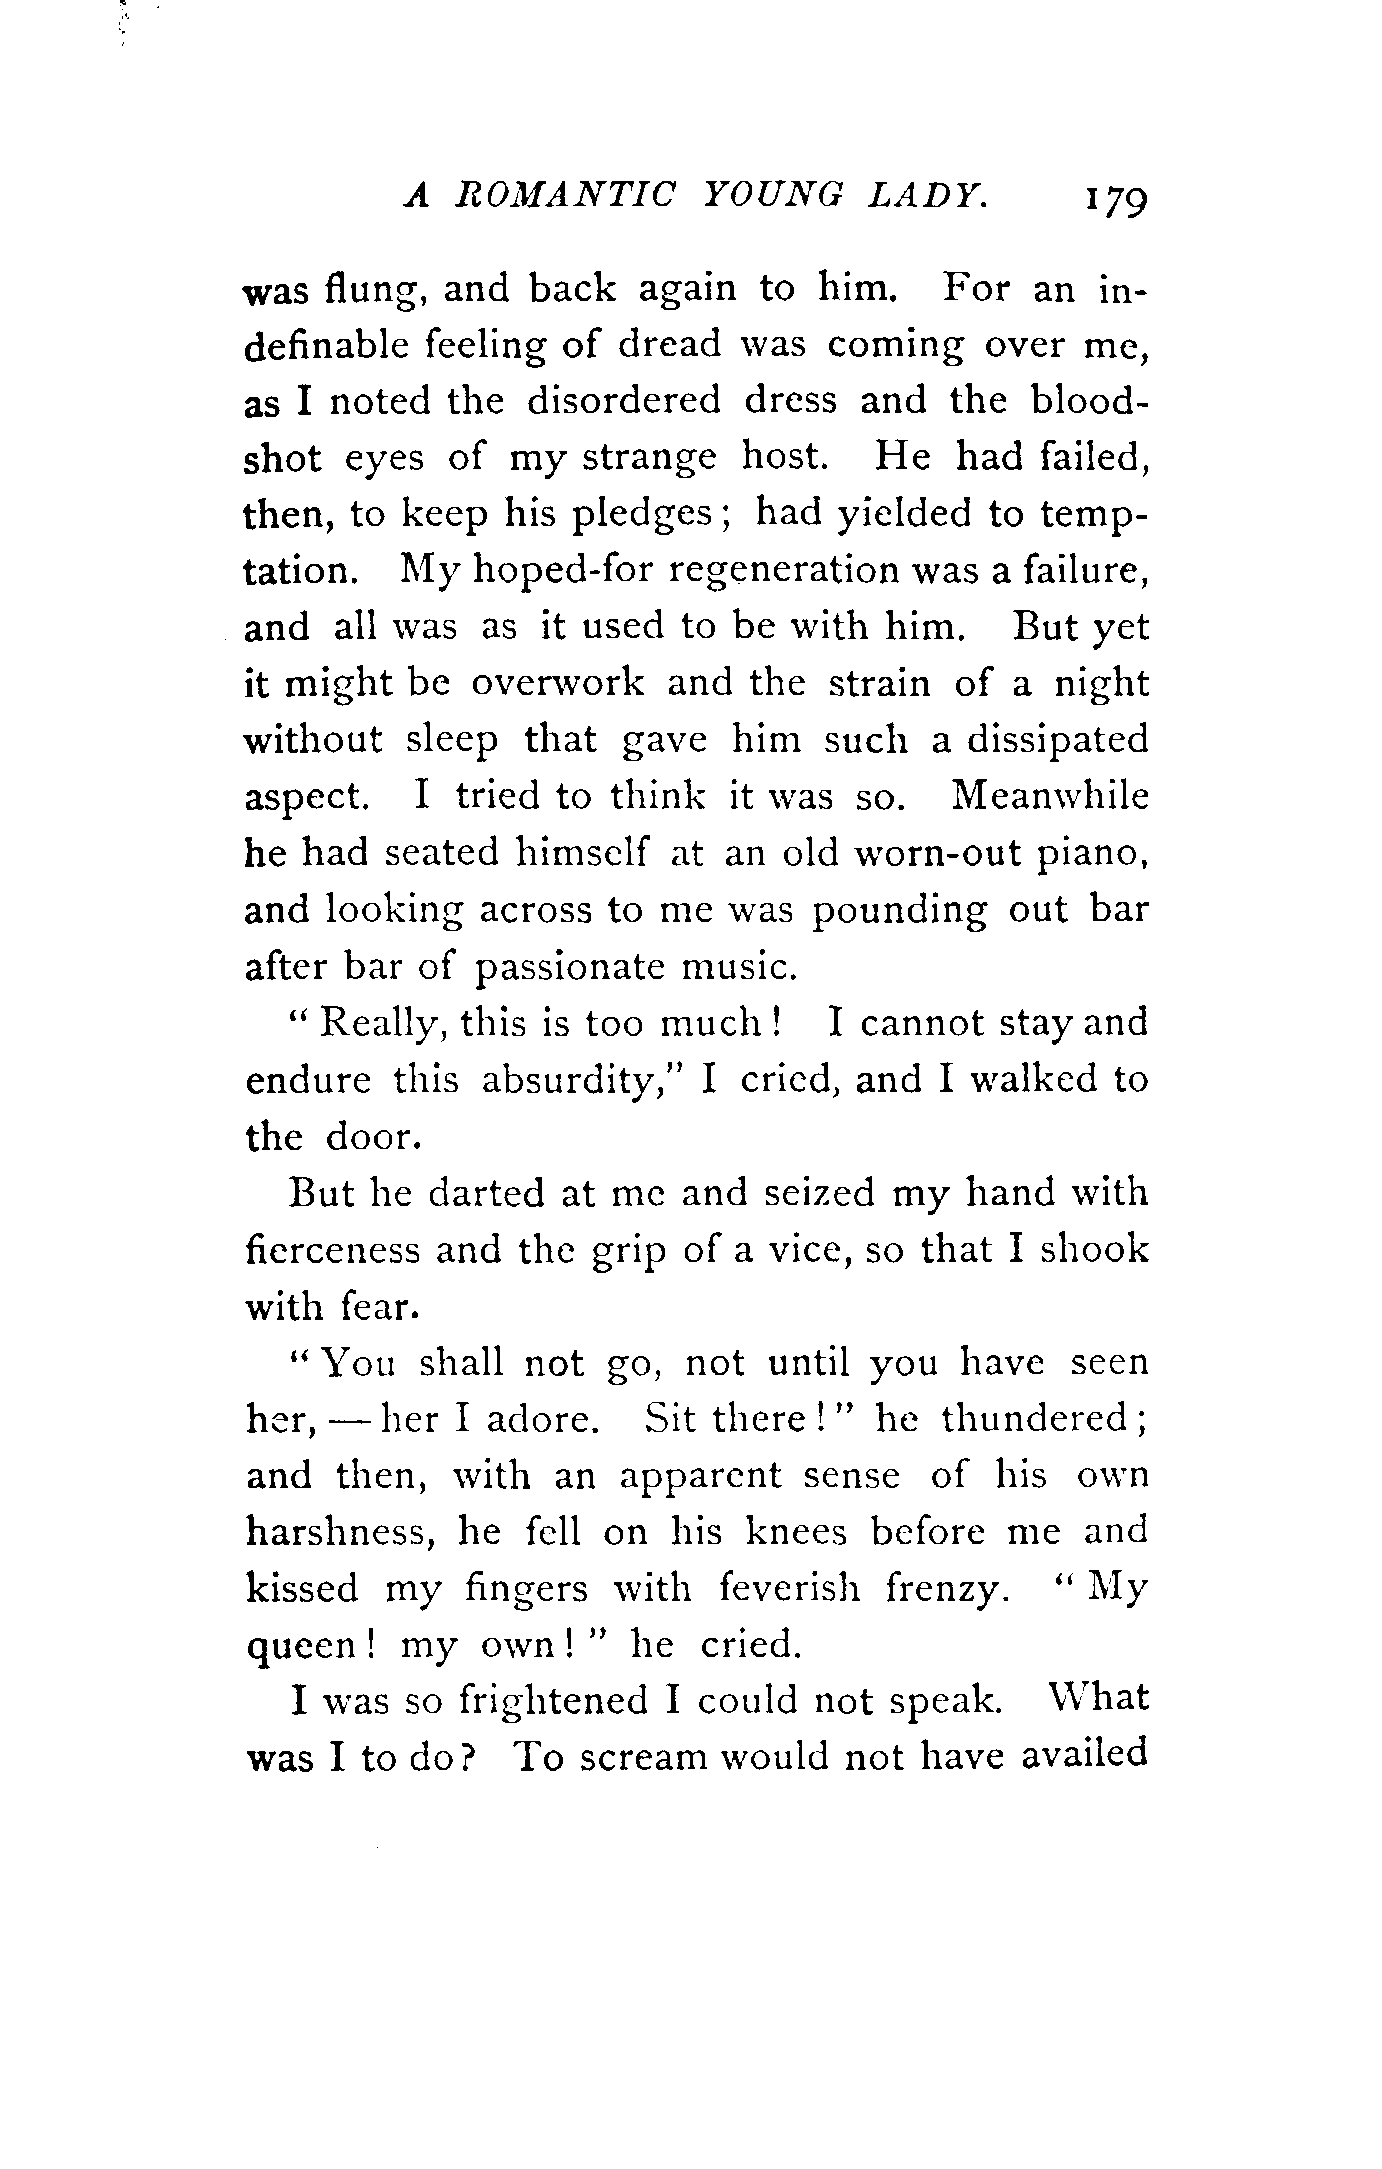 A ROMANTIC YOUNG LADY. 179
was flung, and back again to him. For an in-
definable feeling of dread was coming over me,
as I noted the disordered dress and the blood-
shot eyes of my strange host. He had failed,
then, to keep his pledges; had yielded to temp-
tation. My hoped-for regeneration was a failure,
and all was as it used to be with him. But yet
it might be overwork and the strain of a night
without sleep that gave him such a dissipated
aspect. I tried to think it was so. Meanwhile
he had seated himself at an old worn-out piano,
and looking across to me was pounding out bar
after bar of passionate music.
"Really, this is too much! I cannot stay and
endure this absurdity," I cried, and I walked to
the door.
But he darted at me and seized my hand with
fierceness and the grip of a vice, so that I shook
with fear.
"You shall not go, not until you have seen
her, — her I adore. Sit there!" he thundered;
and then, with an apparent sense of his own
harshness, he fell on his knees before me and
kissed my fingers with feverish frenzy. "My
queen! my own!" he cried.
I was so frightened I could not speak. What
was I to do? To scream would not have availed